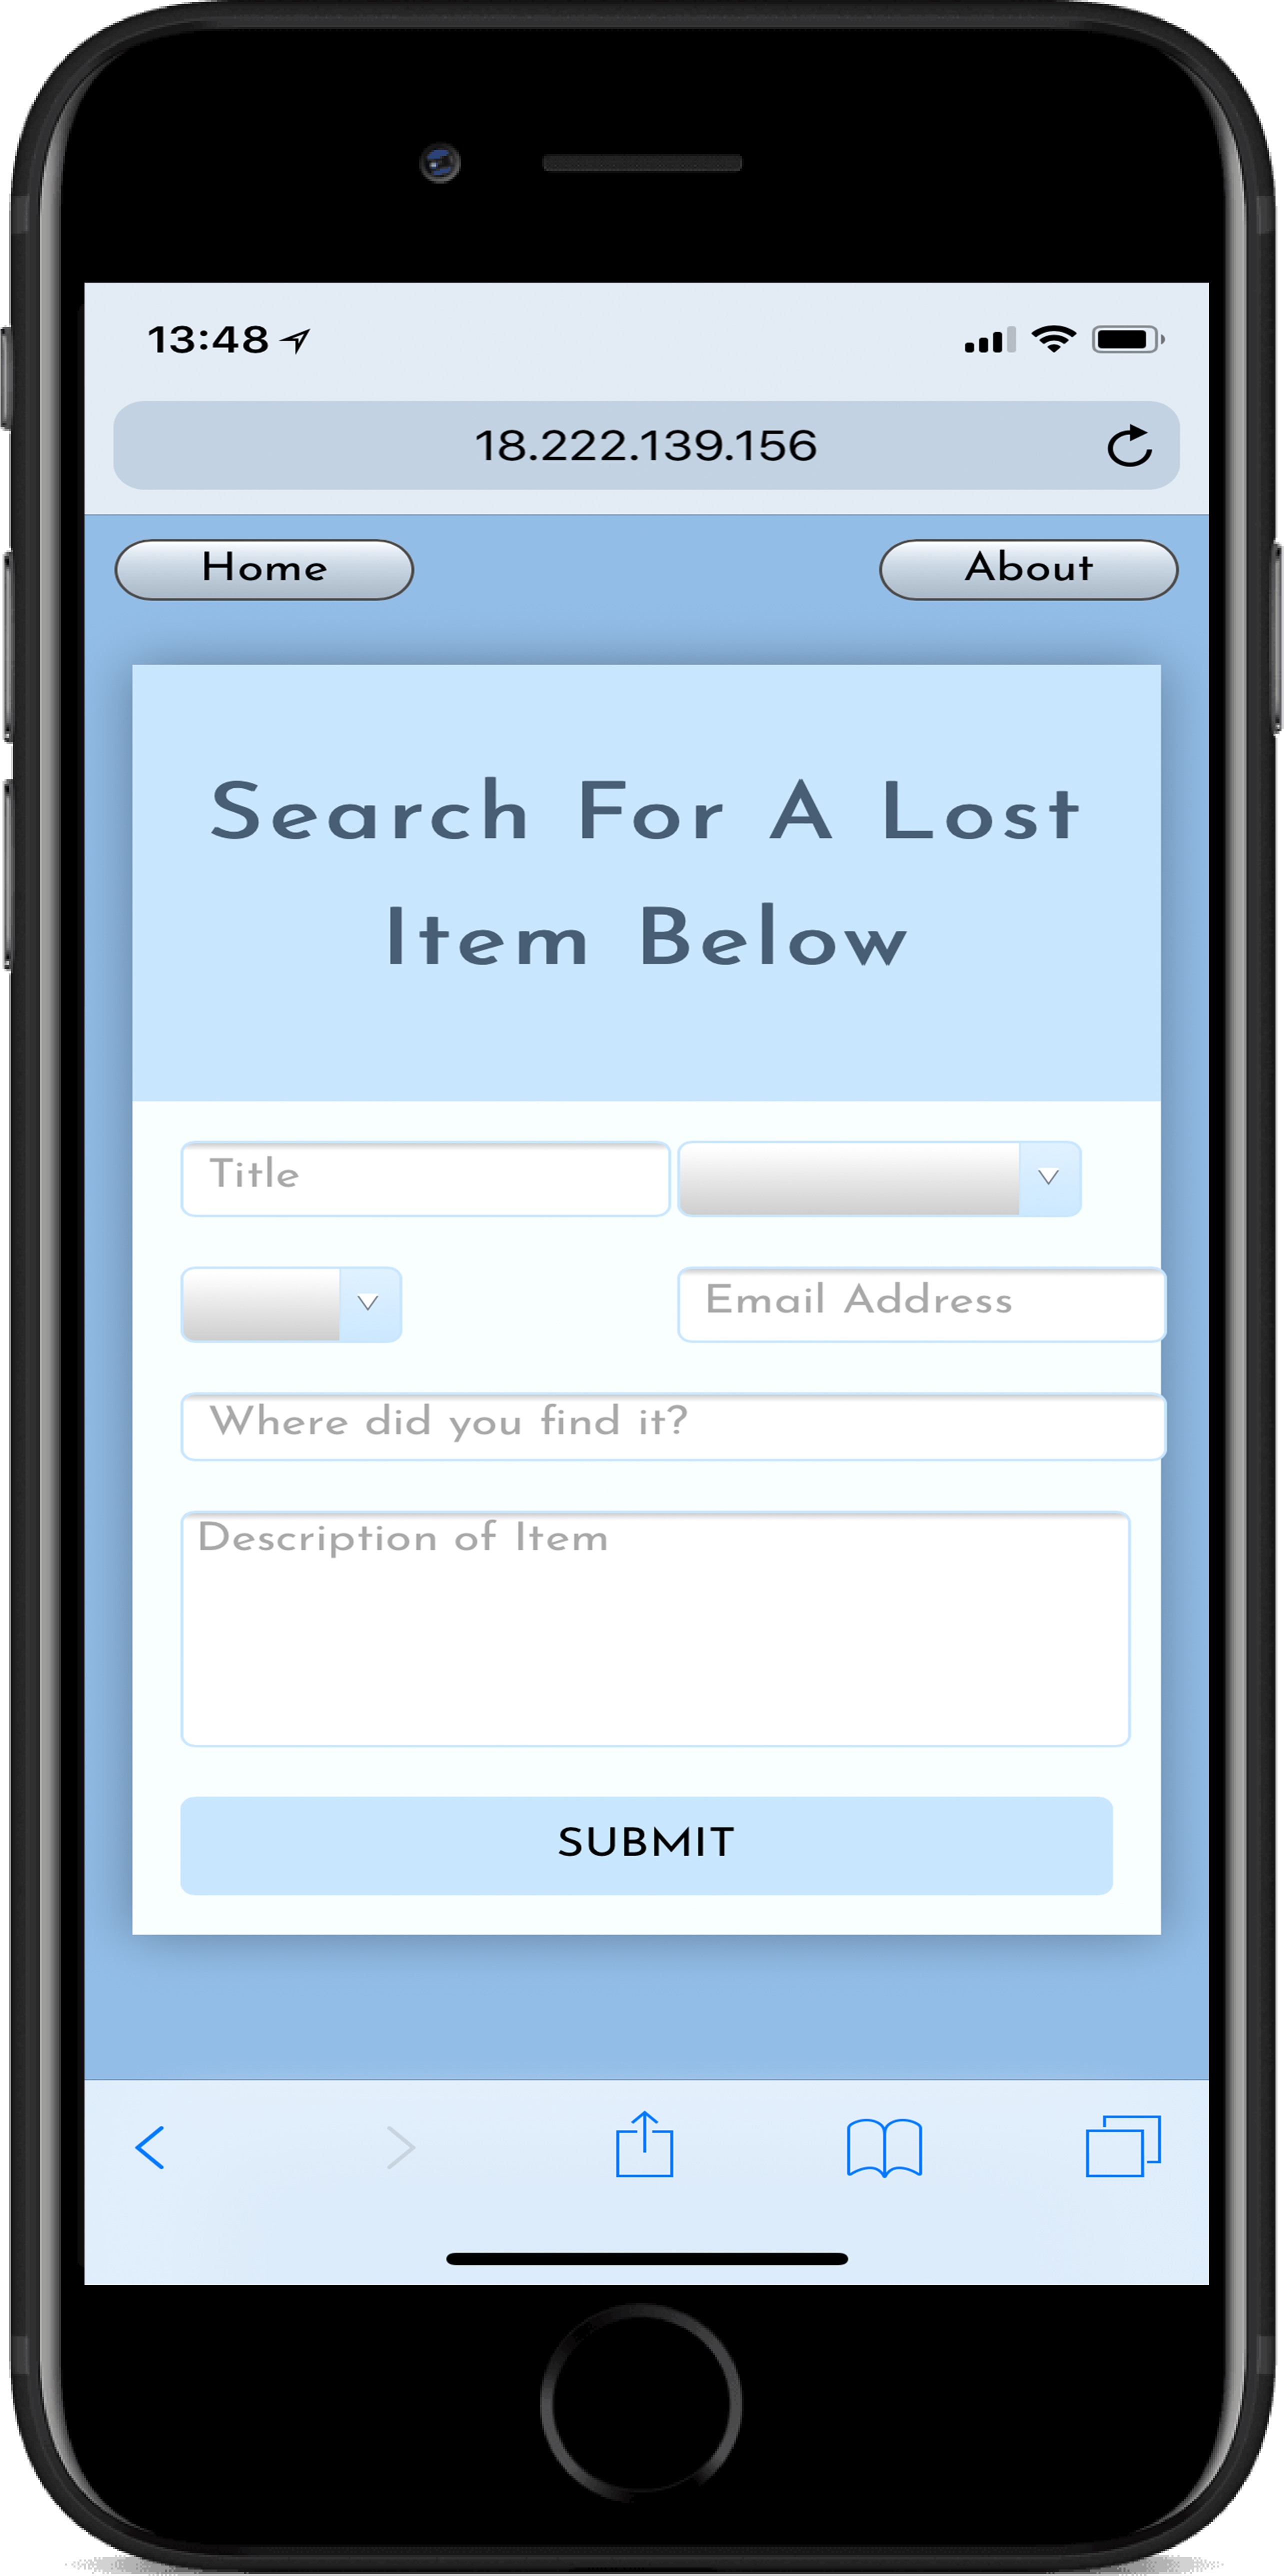 13:48
18.222.139.156
Home
About
Search For A Lost
Item Below
Title
Email Address
Where did you find it?
Description of Item
SUBMIT